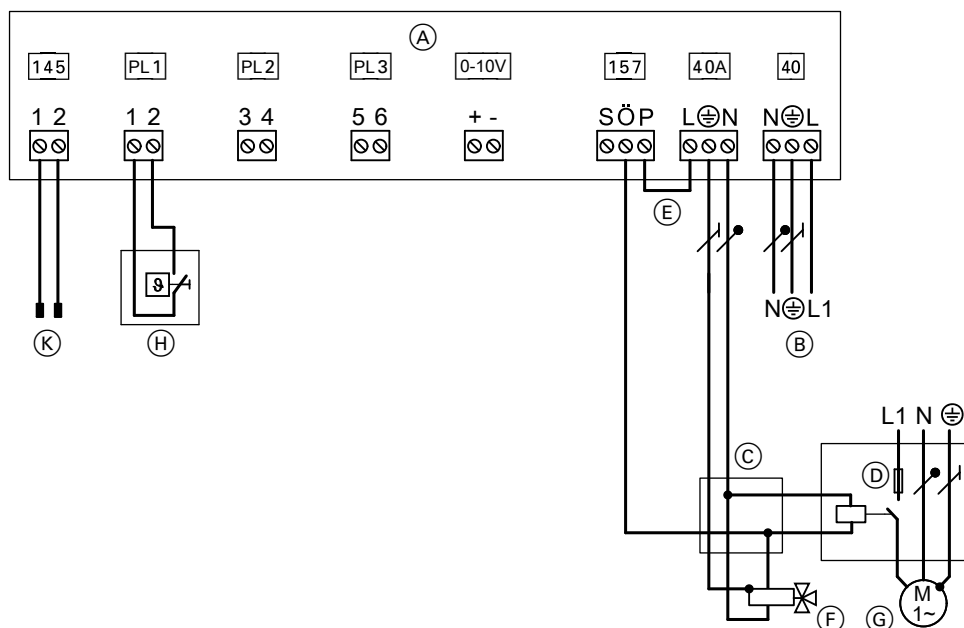 A
145 PL1 PL2 PL3 0-10V 157 40A 40
1 2 1 2 3 4 5 6 + - S Ö P L ⏚ N N ⏚ L
E
N ⏚ L1
ϑ
K H B
L1 N ⏚
C
D
M
1~
F G